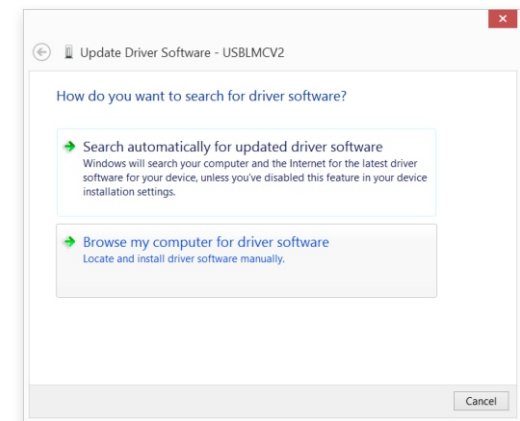 Update Driver Software - USBLMCV2
How do you want to search for driver software?
Search automatically for updated driver software
Windows will search your computer and the Internet for the latest driver
software for your device, unless you've disabled this feature in your device
installation settings.
Browse my computer for driver software
Locate and install driver software manually.
Cancel